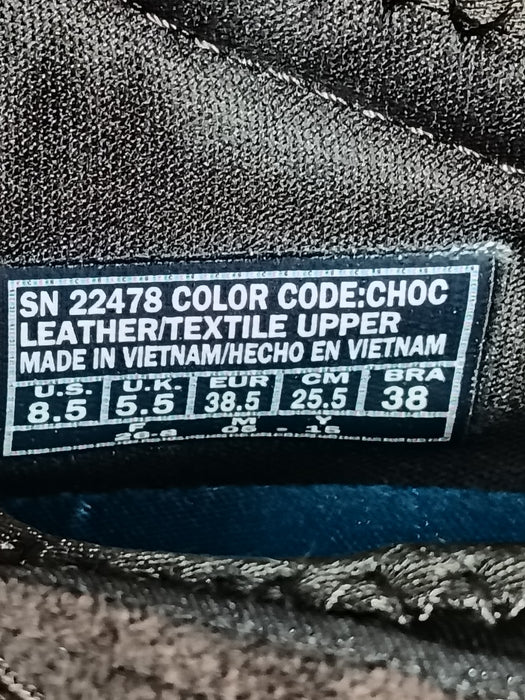 SN 22478 COLOR CODE:CHOC
LEATHER/TEXTILE UPPER
MADE IN VIETNAM/HECHO EN VIETNAM
U.S. U.K. EUR CM BRA
8.5 5.5 38.5 25.5 38
F M - Y